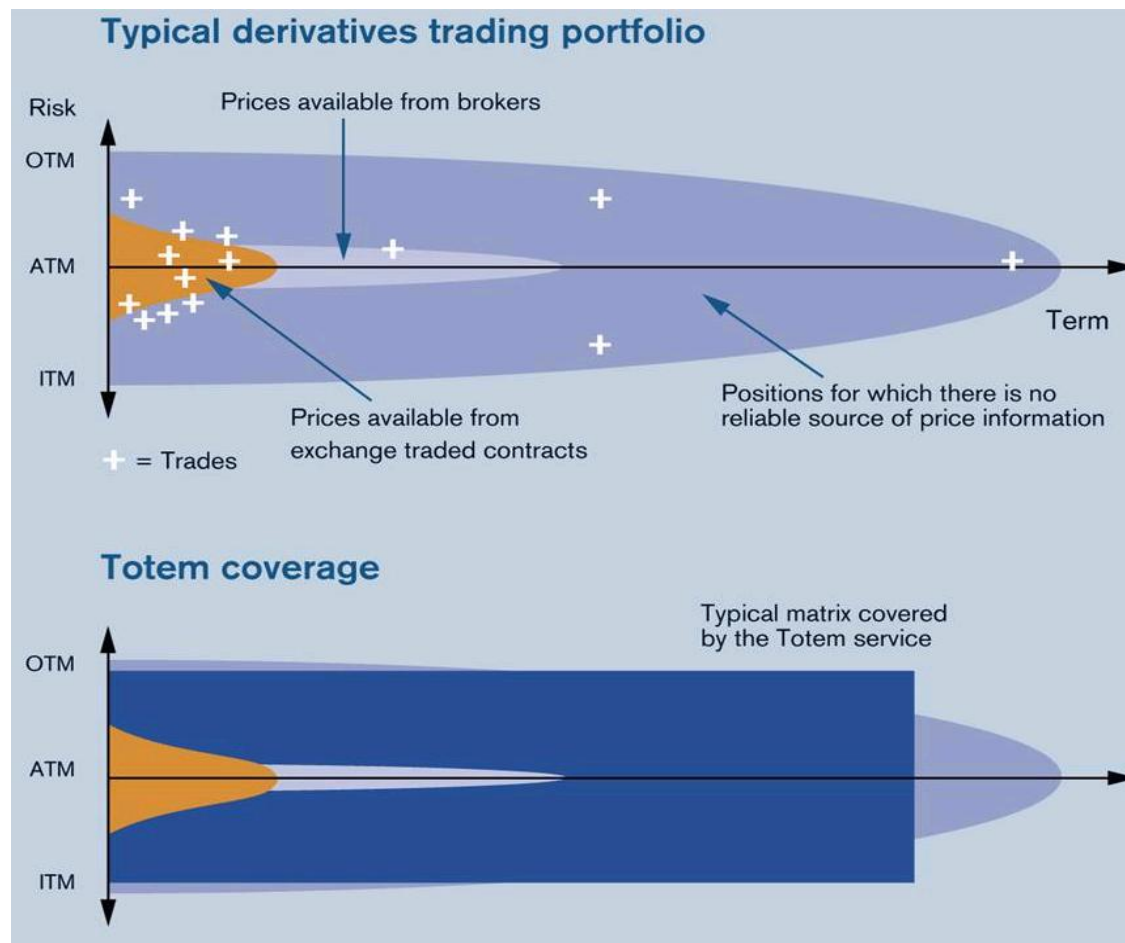 Typical derivatives trading portfolio
Risk
Prices available from brokers
OTM
ATM
Term
ITM
Positions for which there is no
reliable source of price information
Prices available from
exchange traded contracts
+ = Trades
Totem coverage
Typical matrix covered
by the Totem service
OTM
ATM
ITM